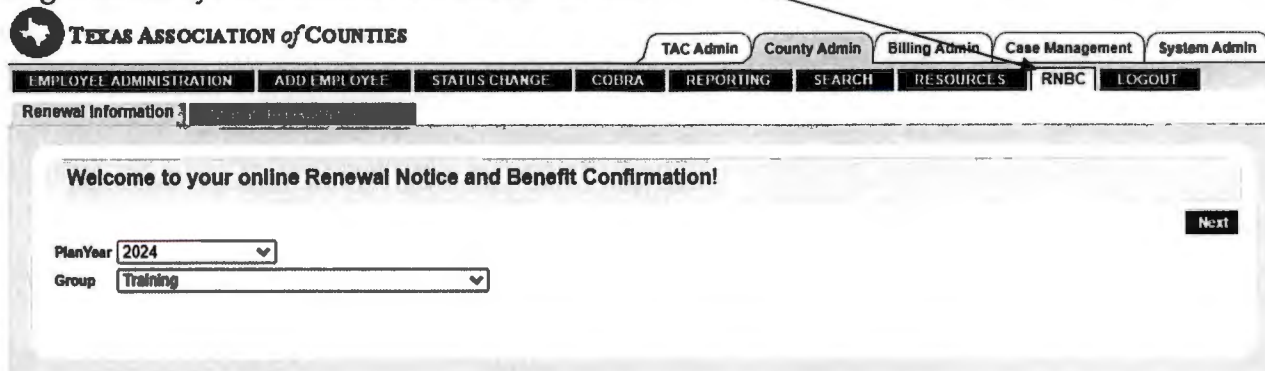 TEXAS ASSOCIATION of COUNTIES
TAC Admin County Admin Billing Admin Case Management System Admin
EMPLOYEE ADMINISTRATION ADD EMPLOYEE STATUS CHANGE COBRA REPORTING SEARCH RESOURCES RNBC LOGOUT
Renewal Information
Welcome to your online Renewal Notice and Benefit Confirmation!
Next
PlanYear 2024
Group Training